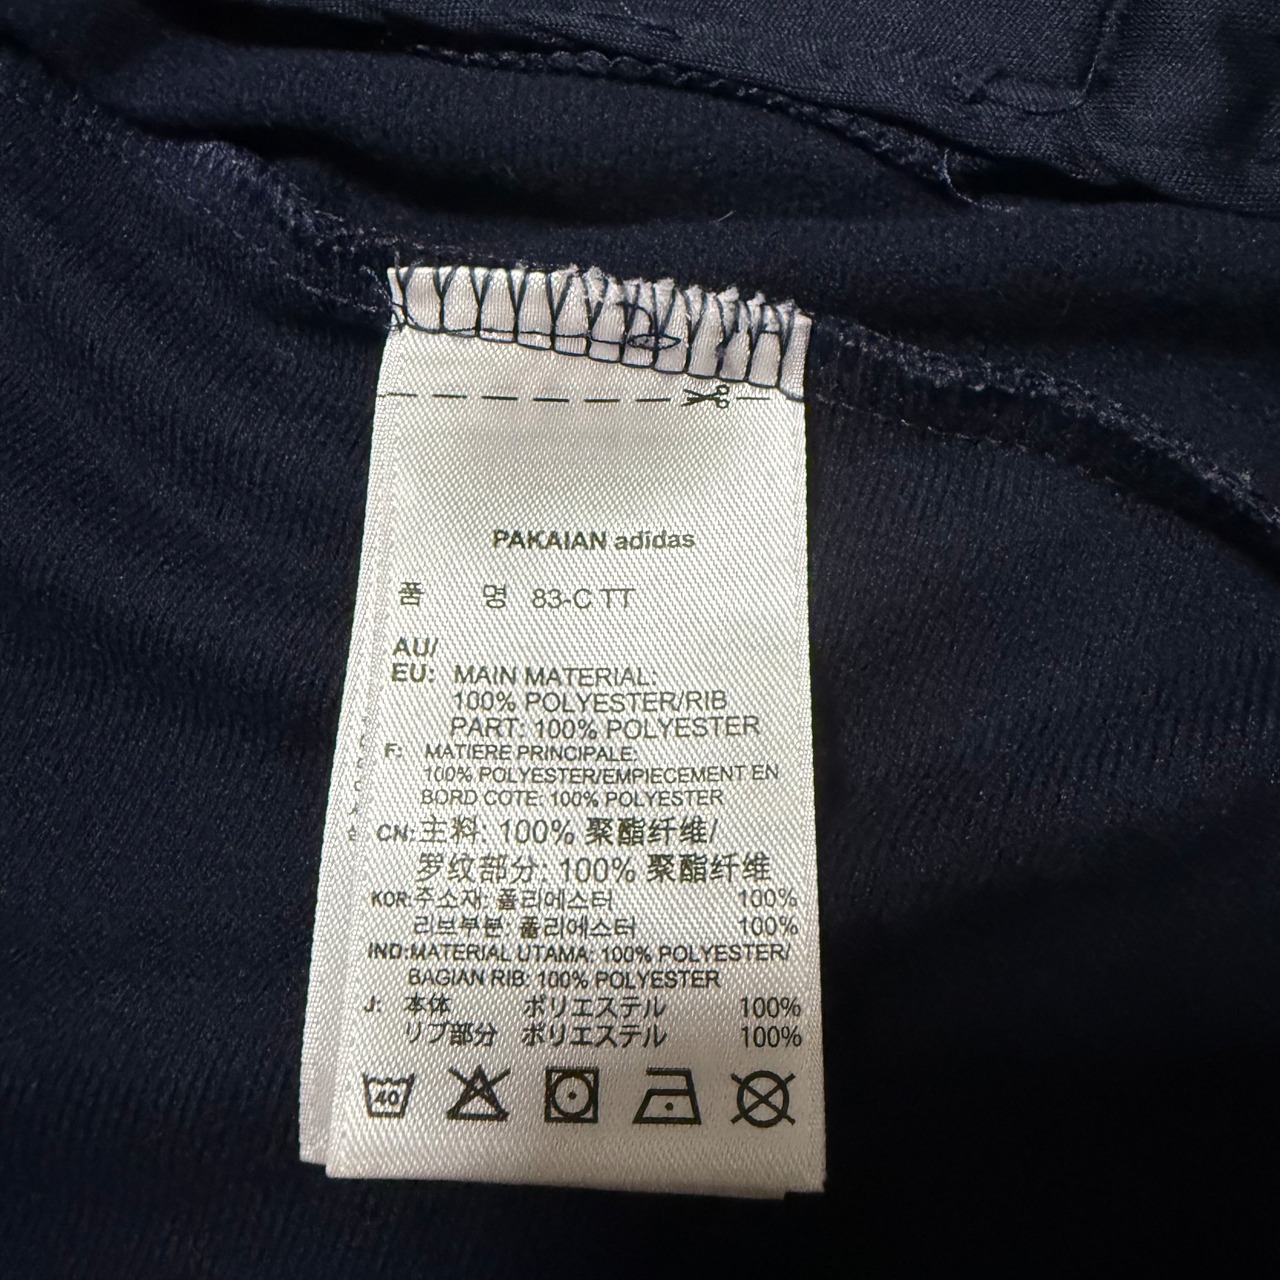 PAKAIAN adidas
품 명 83-C TT
AU/
EU: MAIN MATERIAL:
100% POLYESTER/RIB
PART: 100% POLYESTER
F: MATIERE PRINCIPALE:
100% POLYESTER/EMPIECEMENT EN
BORD COTE: 100% POLYESTER
CN:主料: 100% 聚酯纤维/
罗纹部分: 100% 聚酯纤维
KOR:주소재: 폴리에스터 100%
리브부분: 폴리에스터 100%
IND:MATERIAL UTAMA: 100% POLYESTER/
BAGIAN RIB: 100% POLYESTER
J: 本体 ポリエステル 100%
リブ部分 ポリエステル 100%
40